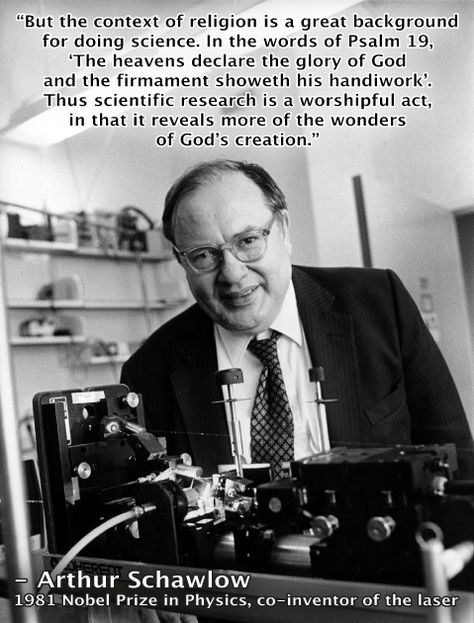 “But the context of religion is a great background
for doing science. In the words of Psalm 19,
‘The heavens declare the glory of God
and the firmament showeth his handiwork’.
Thus scientific research is a worshipful act,
in that it reveals more of the wonders
of God’s creation.”
COHERENT
– Arthur Schawlow
1981 Nobel Prize in Physics, co-inventor of the laser